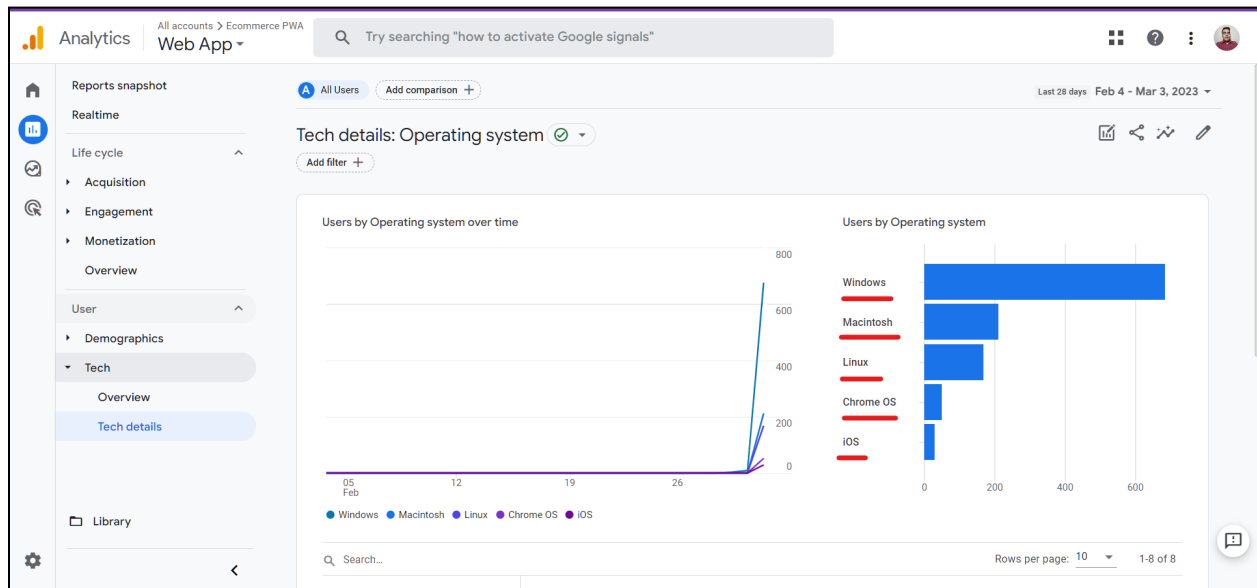 Analytics
All accounts > Ecommerce PWA
Web App
Try searching "how to activate Google signals"
Reports snapshot
Realtime
Life cycle
Acquisition
Engagement
Monetization
Overview
User
Demographics
Tech
Overview
Tech details
Library
A All Users
Add comparison +
Last 28 days Feb 4 - Mar 3, 2023
Tech details: Operating system
Add filter +
Users by Operating system over time
800
600
400
200
0
05
Feb
12
19
26
Windows Macintosh Linux Chrome OS iOS
Users by Operating system
Windows
Macintosh
Linux
Chrome OS
iOS
0 200 400 600
Search...
Rows per page: 10
1-8 of 8